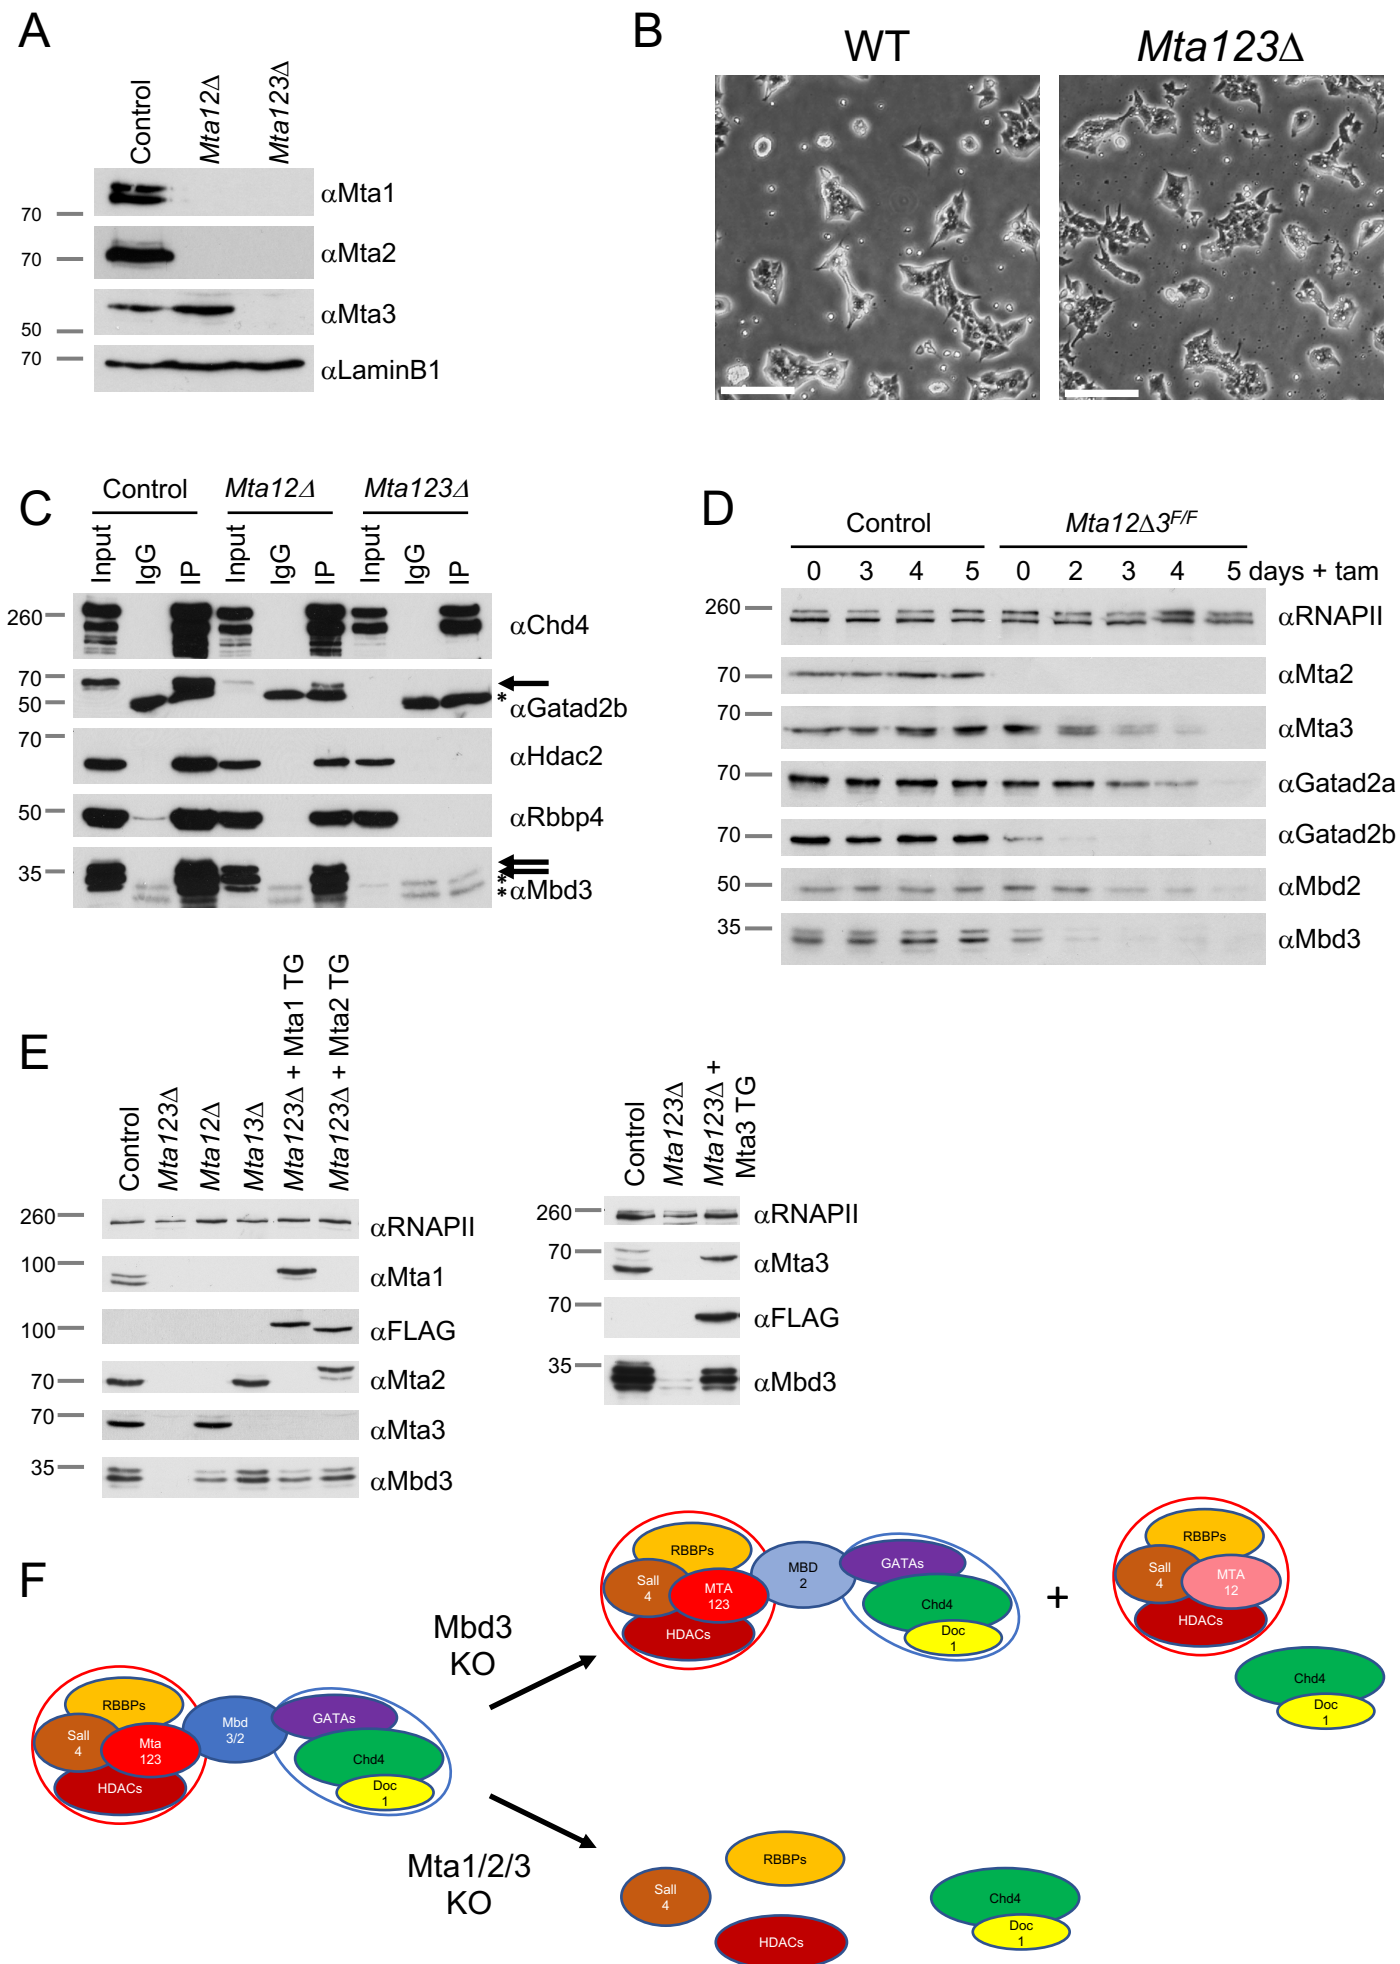 A
Control
Mta12Δ
Mta123Δ
70
αMta1
70
αMta2
50
αMta3
70
αLaminB1
B
WT
Mta123Δ
C
Control
Mta12Δ
Mta123Δ
Input
IgG
IP
Input
IgG
IP
Input
IgG
IP
260
αChd4
70
50
*
αGatad2b
70
αHdac2
50
αRbbp4
35
*
*
αMbd3
D
Control
Mta12Δ3F/F
0 3 4 5 0 2 3 4 5 days + tam
260
αRNAPII
70
αMta2
70
αMta3
70
αGatad2a
70
αGatad2b
50
αMbd2
35
αMbd3
E
Control
Mta123Δ
Mta12Δ
Mta13Δ
Mta123Δ + Mta1 TG
Mta123Δ + Mta2 TG
260
αRNAPII
100
αMta1
100
αFLAG
70
αMta2
70
αMta3
35
αMbd3
Control
Mta123Δ
Mta123Δ +
Mta3 TG
260
αRNAPII
70
αMta3
70
αFLAG
35
αMbd3
F
RBBPs
Sall
4
Mta
123
HDACs
Mbd
3/2
GATAs
Chd4
Doc
1
Mbd3
KO
RBBPs
Sall
4
MTA
123
HDACs
MBD
2
GATAs
Chd4
Doc
1
+
RBBPs
Sall
4
MTA
12
HDACs
Chd4
Doc
1
Mta1/2/3
KO
RBBPs
Sall
4
HDACs
Chd4
Doc
1